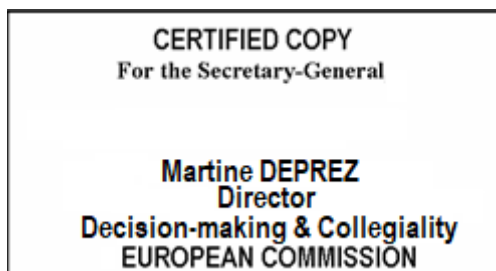 CERTIFIED COPY
For the Secretary-General
Martine DEPREZ
Director
Decision-making & Collegiality
EUROPEAN COMMISSION